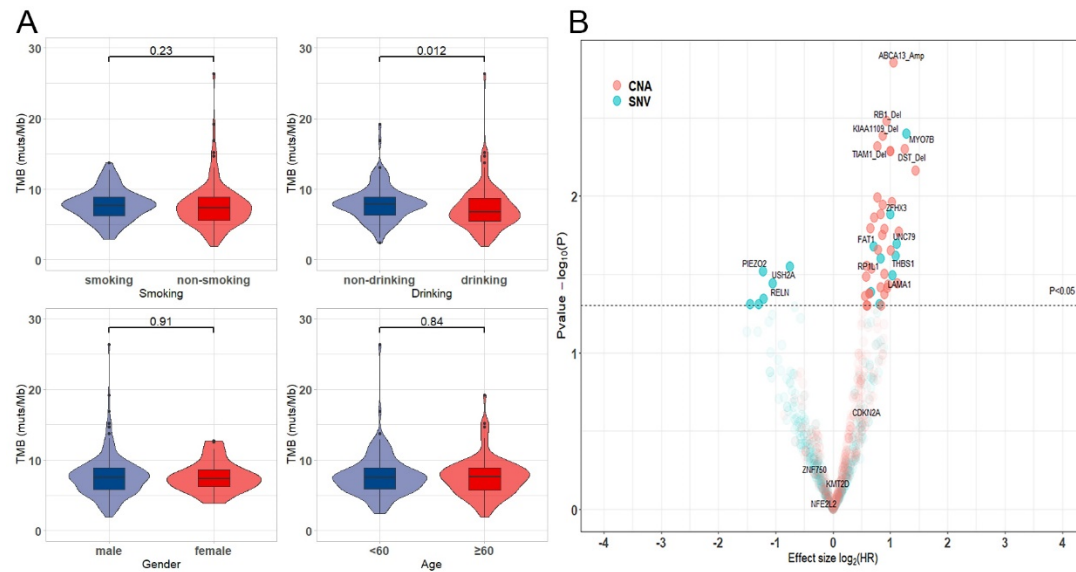 A
30
20
10
0
TMB (muts/Mb)
0.23
smoking
non-smoking
Smoking
30
20
10
0
TMB (muts/Mb)
0.012
non-drinking
drinking
Drinking
30
20
10
0
TMB (muts/Mb)
0.91
male
female
Gender
30
20
10
0
TMB (muts/Mb)
0.84
<60
≥60
Age
B
Pvalue − log₁₀(P)
2
1
0
CNA
SNV
ABCA13_Amp
RB1_Del
KIAA1109_Del
MYO7B
TIAM1_Del
DST_Del
ZFHX3
FAT1
UNC79
THBS1
RP1L1
LAMA1
PIEZO2
USH2A
RELN
P<0.05
CDKN2A
ZNF750
KMT2D
NFE2L2
-4
-3
-2
-1
0
1
2
3
4
Effect size log₂(HR)